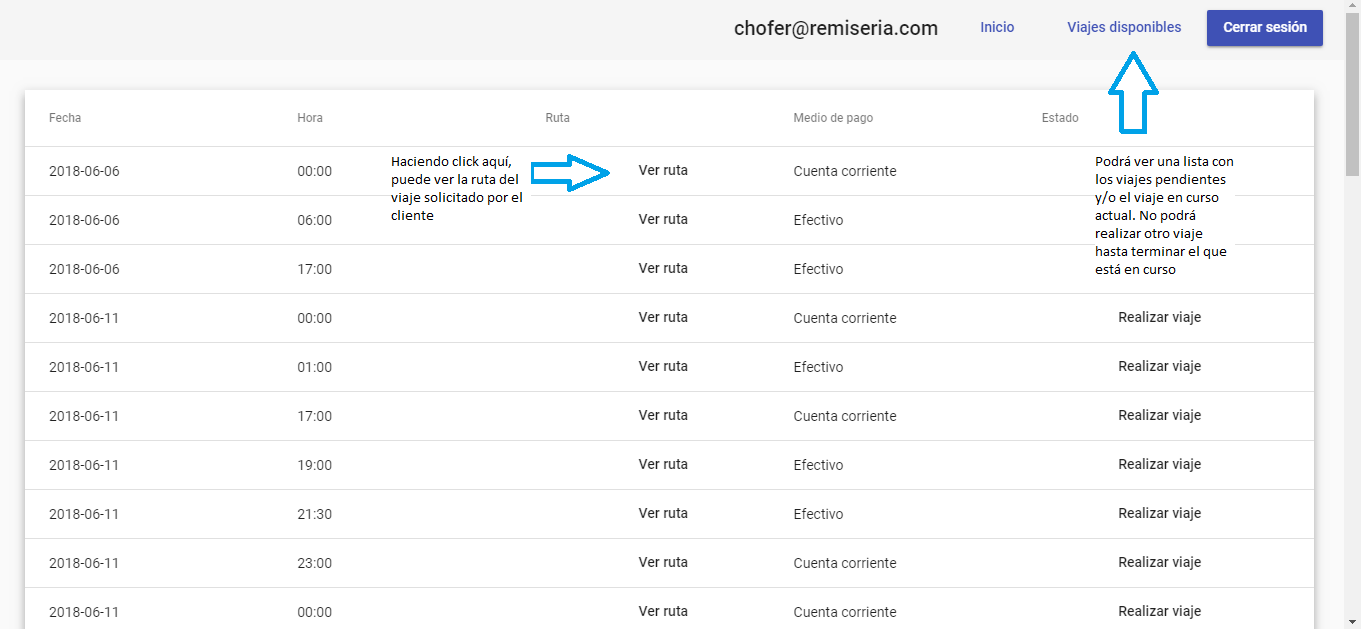 chofer@remiseria.com Inicio Viajes disponibles Cerrar sesión
Fecha Hora Ruta Medio de pago Estado
Haciendo click aquí,
puede ver la ruta del
viaje solicitado por el
cliente
Podrá ver una lista con
los viajes pendientes
y/o el viaje en curso
actual. No podrá
realizar otro viaje
hasta terminar el que
está en curso
2018-06-06 00:00 Ver ruta Cuenta corriente
2018-06-06 06:00 Ver ruta Efectivo
2018-06-06 17:00 Ver ruta Efectivo
2018-06-11 00:00 Ver ruta Cuenta corriente Realizar viaje
2018-06-11 01:00 Ver ruta Efectivo Realizar viaje
2018-06-11 17:00 Ver ruta Cuenta corriente Realizar viaje
2018-06-11 19:00 Ver ruta Efectivo Realizar viaje
2018-06-11 21:30 Ver ruta Efectivo Realizar viaje
2018-06-11 23:00 Ver ruta Cuenta corriente Realizar viaje
2018-06-11 00:00 Ver ruta Cuenta corriente Realizar viaje